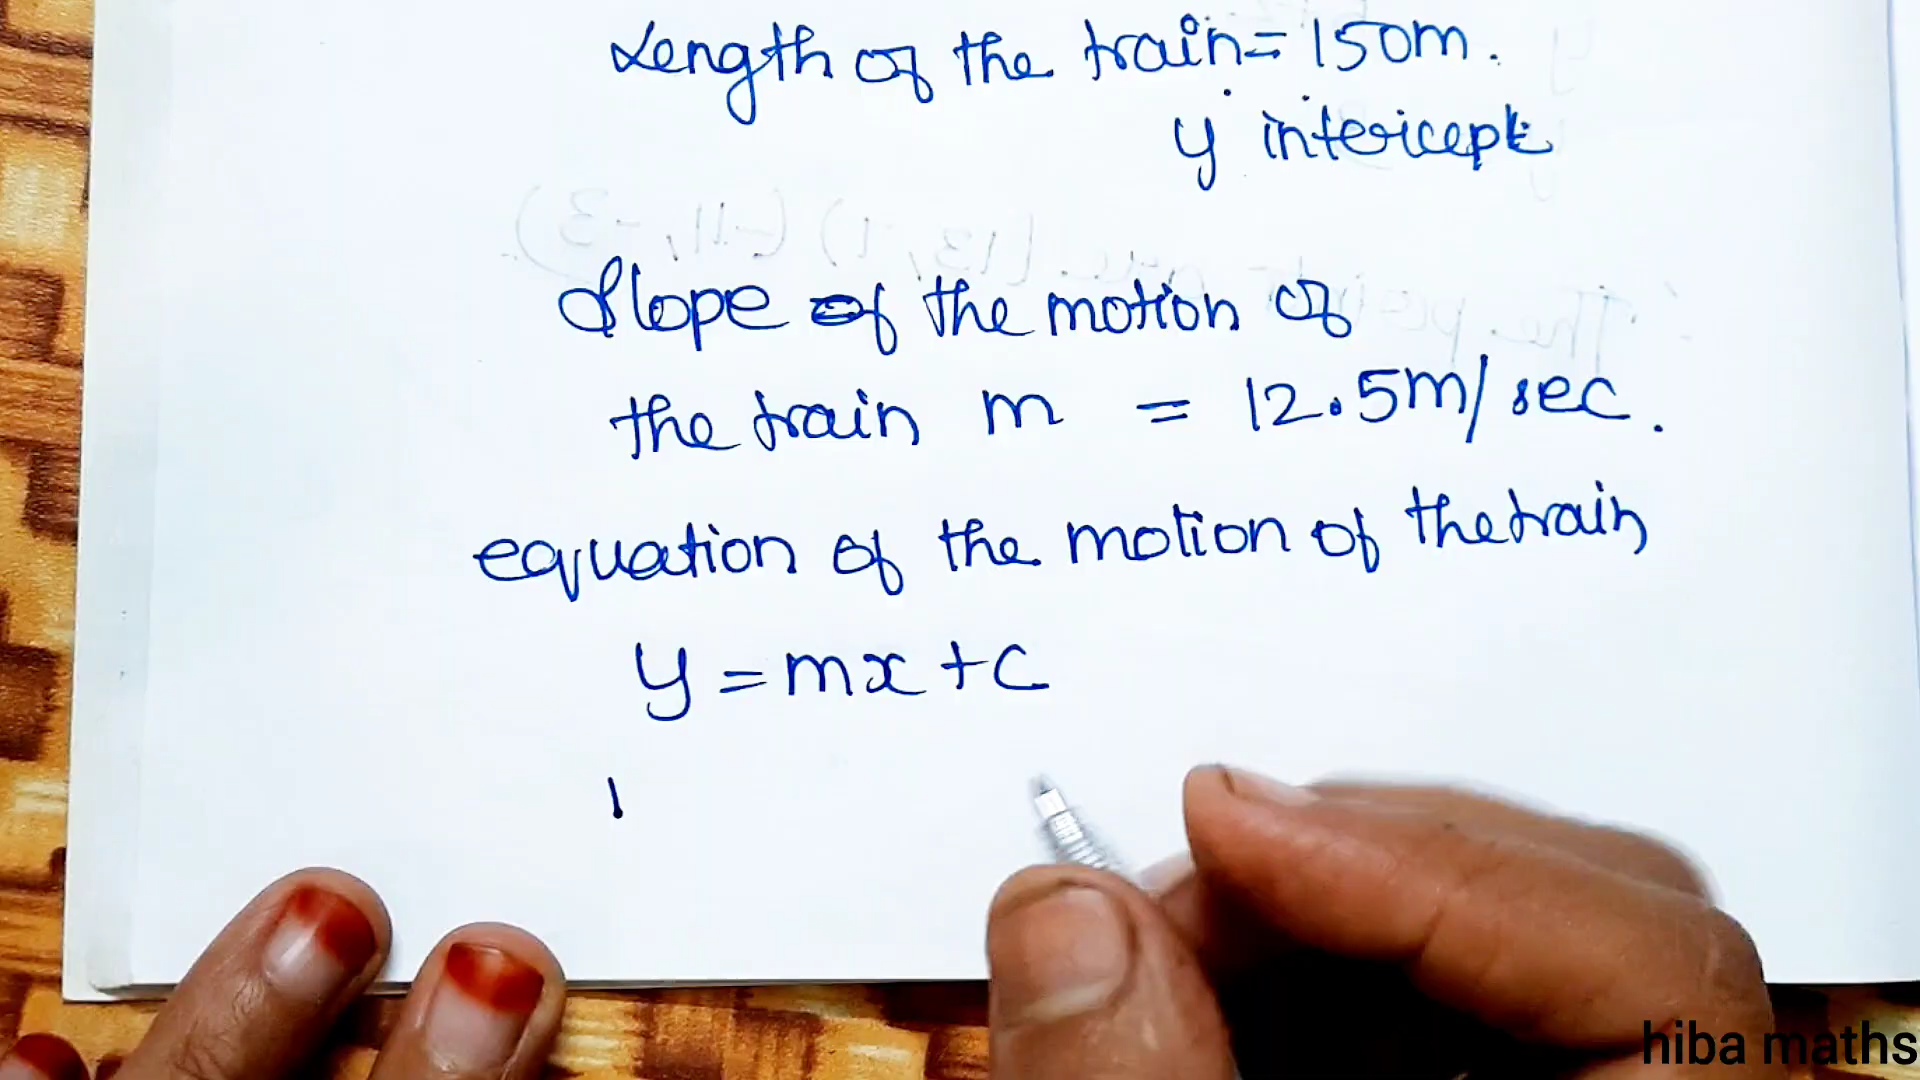 Length of the train = 150m.
y intercept
Slope of the motion of
the train m = 12.5m/sec.
equation of the motion of the train
y = mx + c
hiba maths